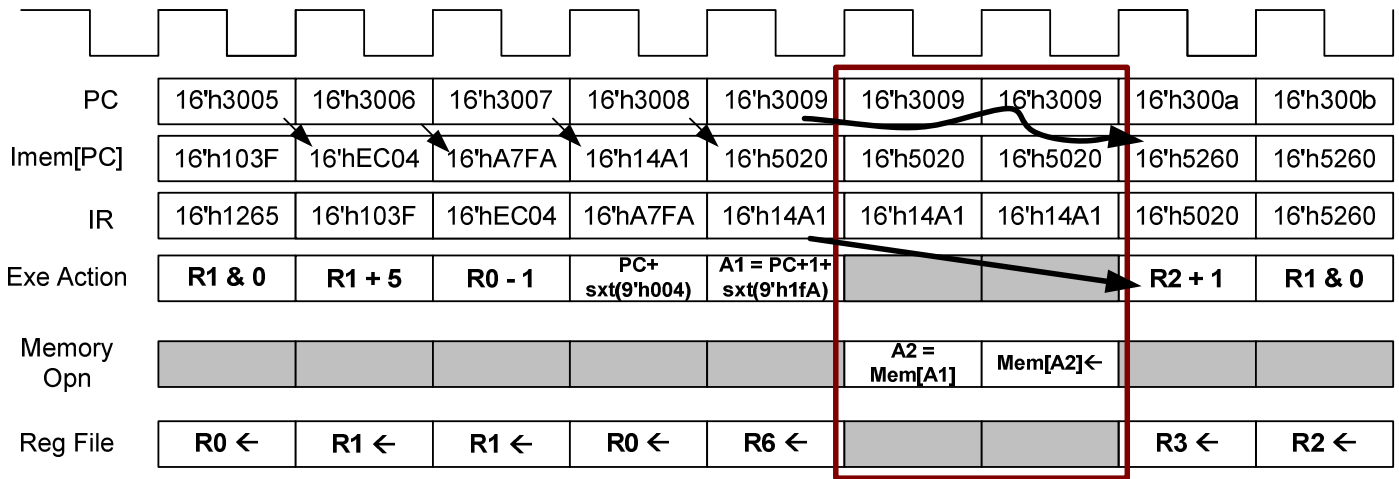 PC 16'h3005 16'h3006 16'h3007 16'h3008 16'h3009 16'h3009 16'h3009 16'h300a 16'h300b
Imem[PC] 16'h103F 16'hEC04 16'hA7FA 16'h14A1 16'h5020 16'h5020 16'h5020 16'h5260 16'h5260
IR 16'h1265 16'h103F 16'hEC04 16'hA7FA 16'h14A1 16'h14A1 16'h14A1 16'h5020 16'h5260
Exe Action R1 & 0 R1 + 5 R0 - 1 PC+ sxt(9'h004) A1 = PC+1+ sxt(9'h1fA) R2 + 1 R1 & 0
Memory
Opn
A2 =
Mem[A1]
Mem[A2]←
Reg File R0 ← R1 ← R1 ← R0 ← R6 ← R3 ← R2 ←